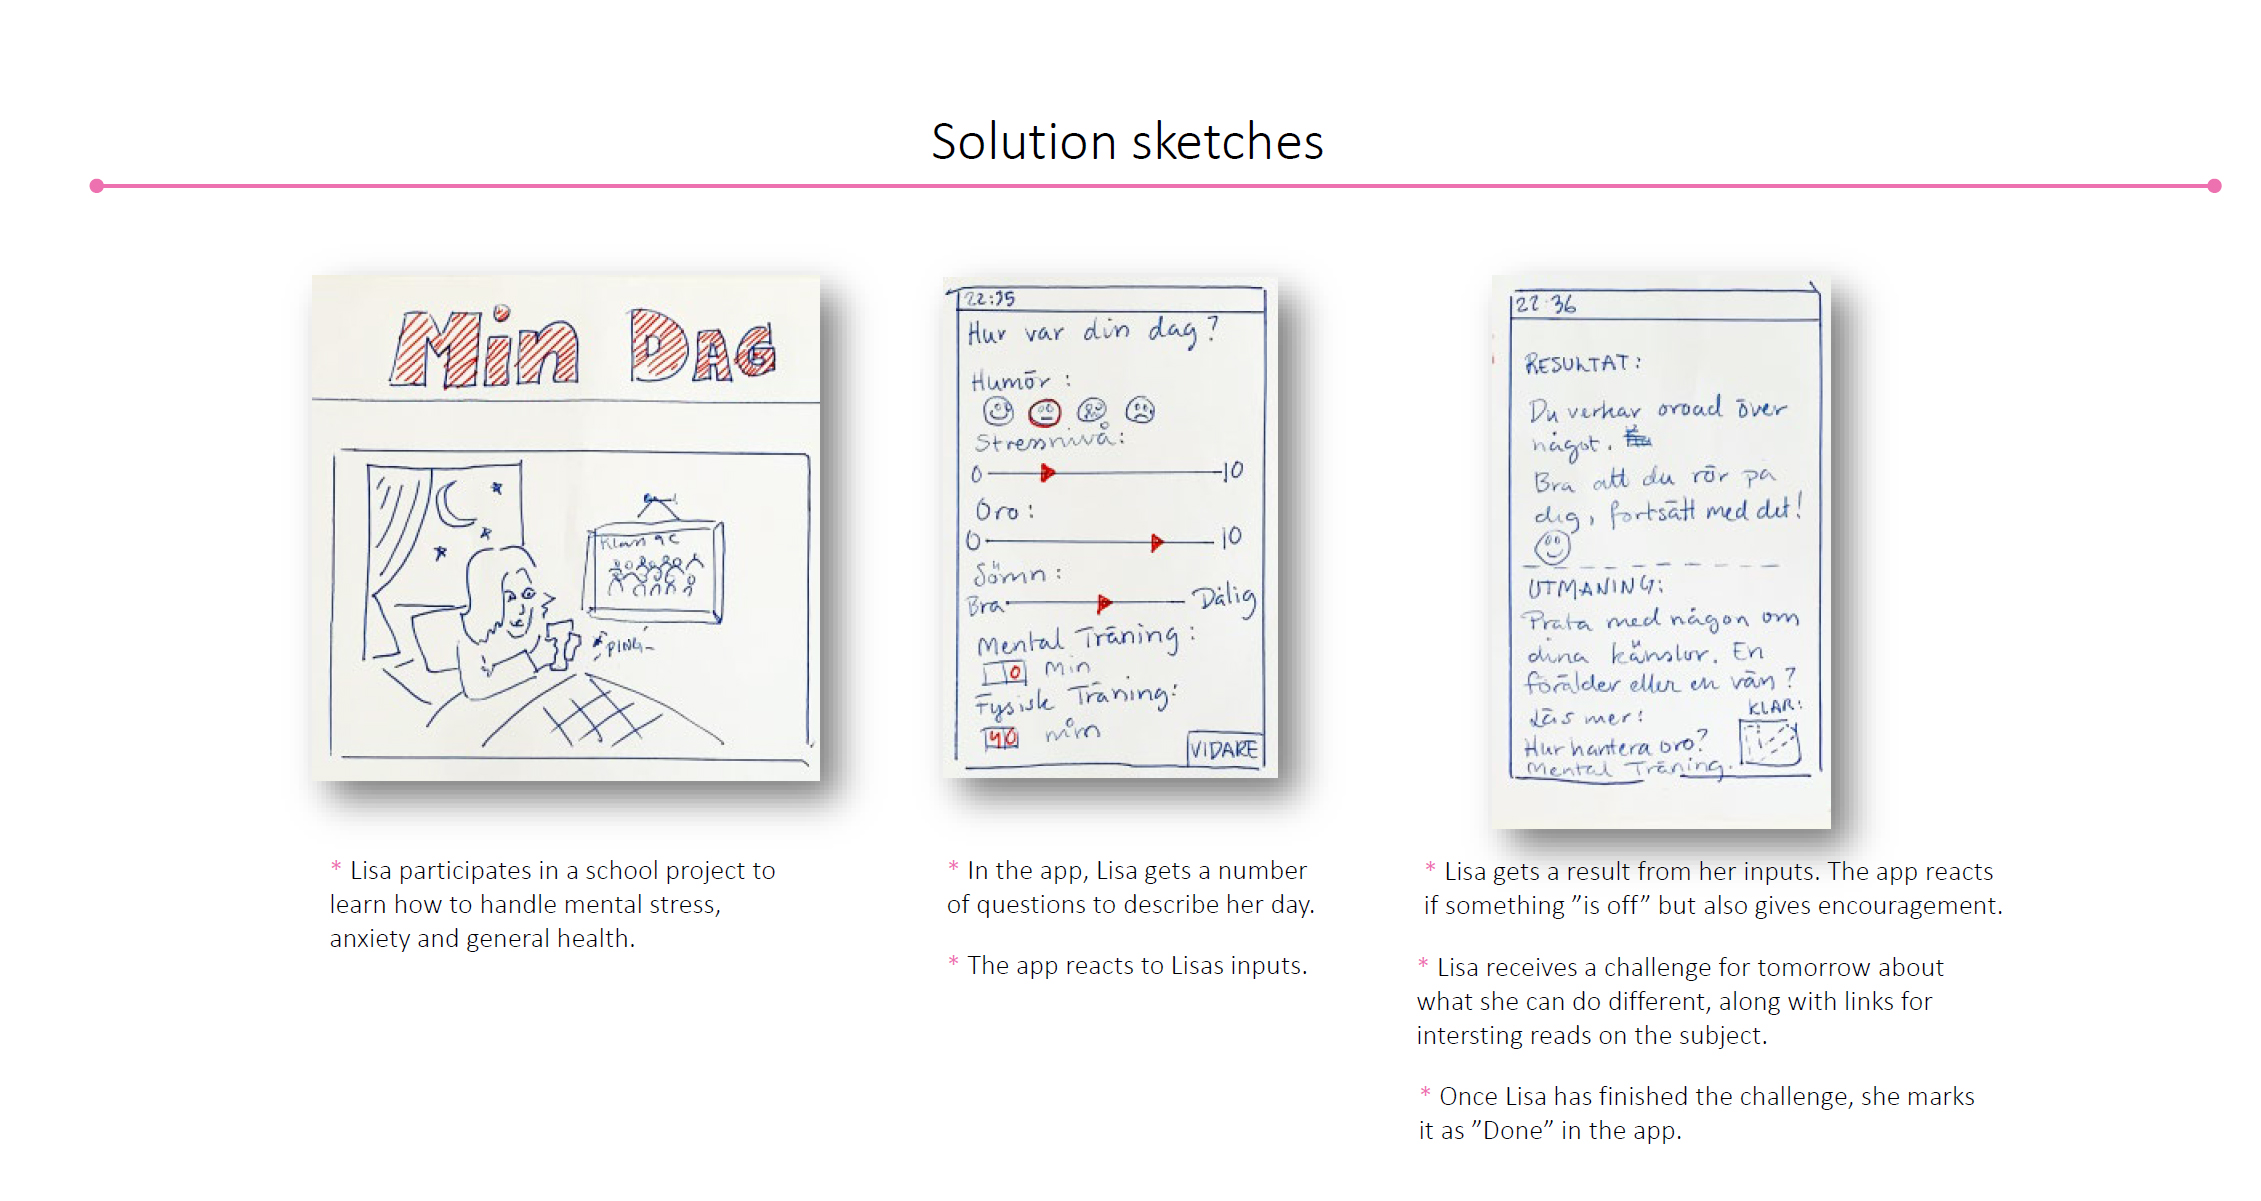 Solution sketches
Min DAG
Klass 9C
PING
22:35
Hur var din dag?
Humör:
Stressnivå:
0 10
Oro:
0 10
Sömn:
Bra Dålig
Mental Träning:
0 Min
Fysisk Träning:
40 min
VIDARE
22:36
RESULTAT:
Du verkar oroad över
något.
Bra att du rör på
dig, fortsätt med det!
UTMANING:
Prata med någon om
dina känslor. En
förälder eller en vän?
Läs mer:
KLAR:
Hur hantera oro?
Mental Träning.
* Lisa participates in a school project to
learn how to handle mental stress,
anxiety and general health.
* In the app, Lisa gets a number
of questions to describe her day.
* The app reacts to Lisas inputs.
* Lisa gets a result from her inputs. The app reacts
if something ”is off” but also gives encouragement.
* Lisa receives a challenge for tomorrow about
what she can do different, along with links for
intersting reads on the subject.
* Once Lisa has finished the challenge, she marks
it as ”Done” in the app.